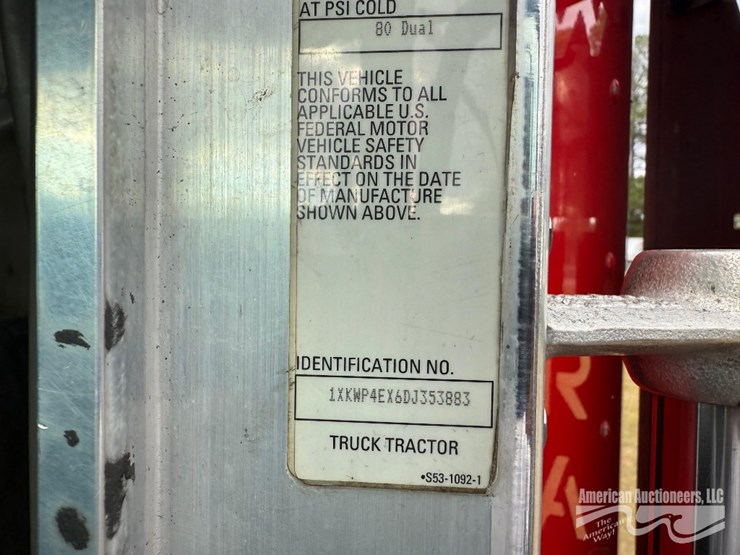 AT PSI COLD
80 Dual
THIS VEHICLE
CONFORMS TO ALL
APPLICABLE U.S.
FEDERAL MOTOR
VEHICLE SAFETY
STANDARDS IN
EFFECT ON THE DATE
OF MANUFACTURE
SHOWN ABOVE.
IDENTIFICATION NO.
1XKWP4EX6DJ353883
TRUCK TRACTOR
•S53-1092-1
R
A
American Auctioneers, LLC
The
American
Way!